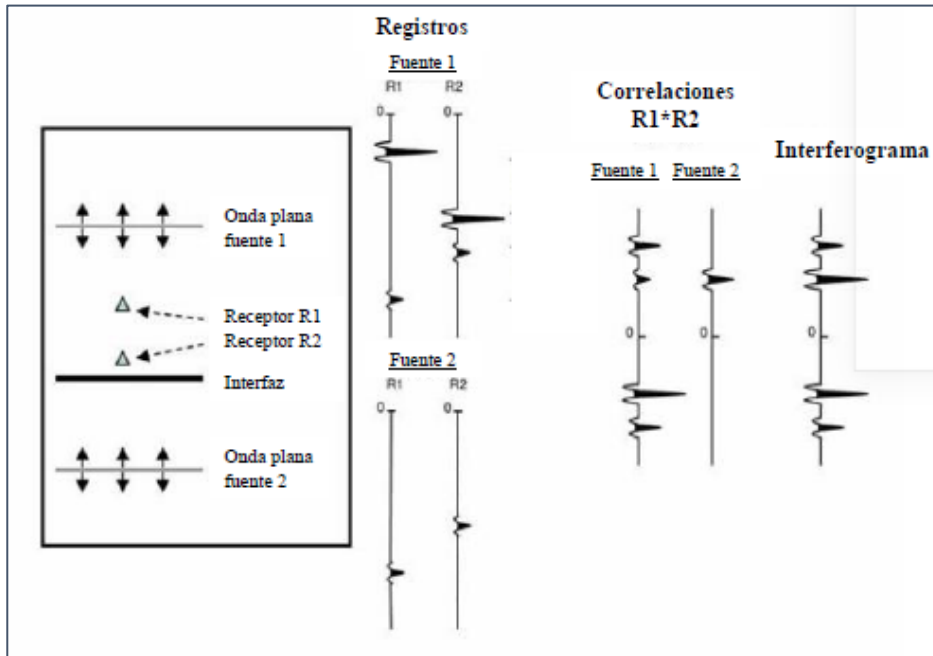 Registros
Fuente 1
R1 R2
0 0
Onda plana
fuente 1
Receptor R1
Receptor R2
Interfaz
Onda plana
fuente 2
Fuente 2
R1 R2
0 0
Correlaciones
R1*R2
Fuente 1 Fuente 2
0 0
Interferograma
0